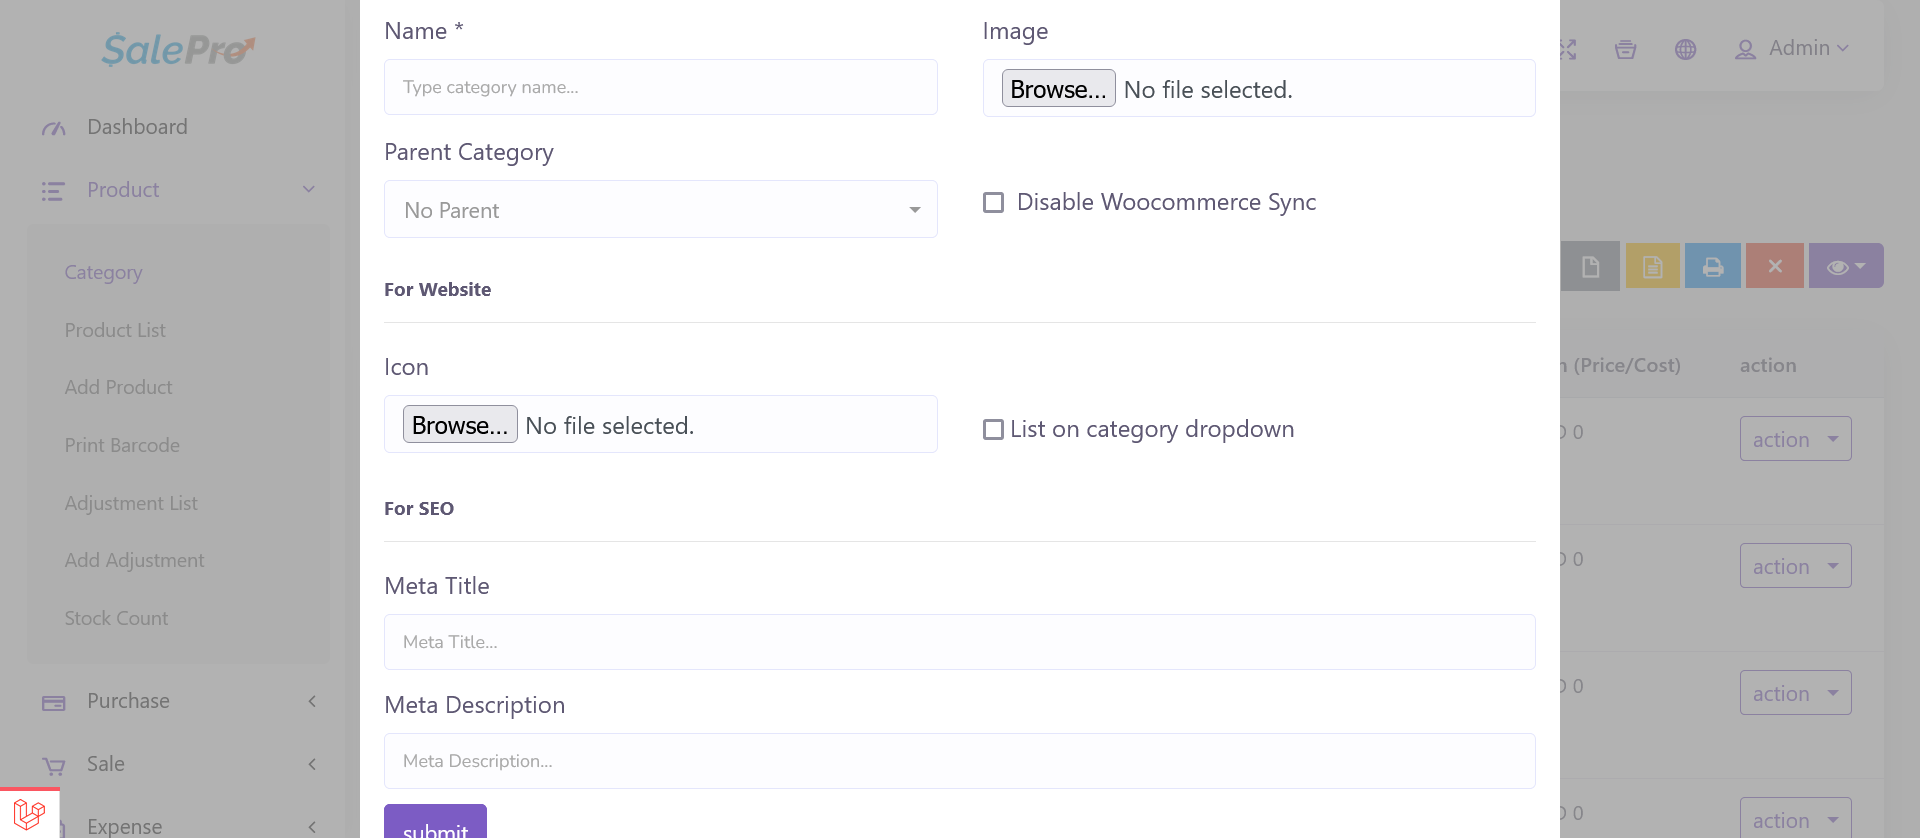 SalePro
Dashboard
Product
Category
Product List
Add Product
Print Barcode
Adjustment List
Add Adjustment
Stock Count
Purchase
Sale
Expense
Name *
Type category name...
Image
Browse... No file selected.
Parent Category
No Parent
Disable Woocommerce Sync
For Website
Icon
Browse... No file selected.
List on category dropdown
For SEO
Meta Title
Meta Title...
Meta Description
Meta Description...
submit
Admin
(Price/Cost)
action
0
action
0
action
0
action
0
action